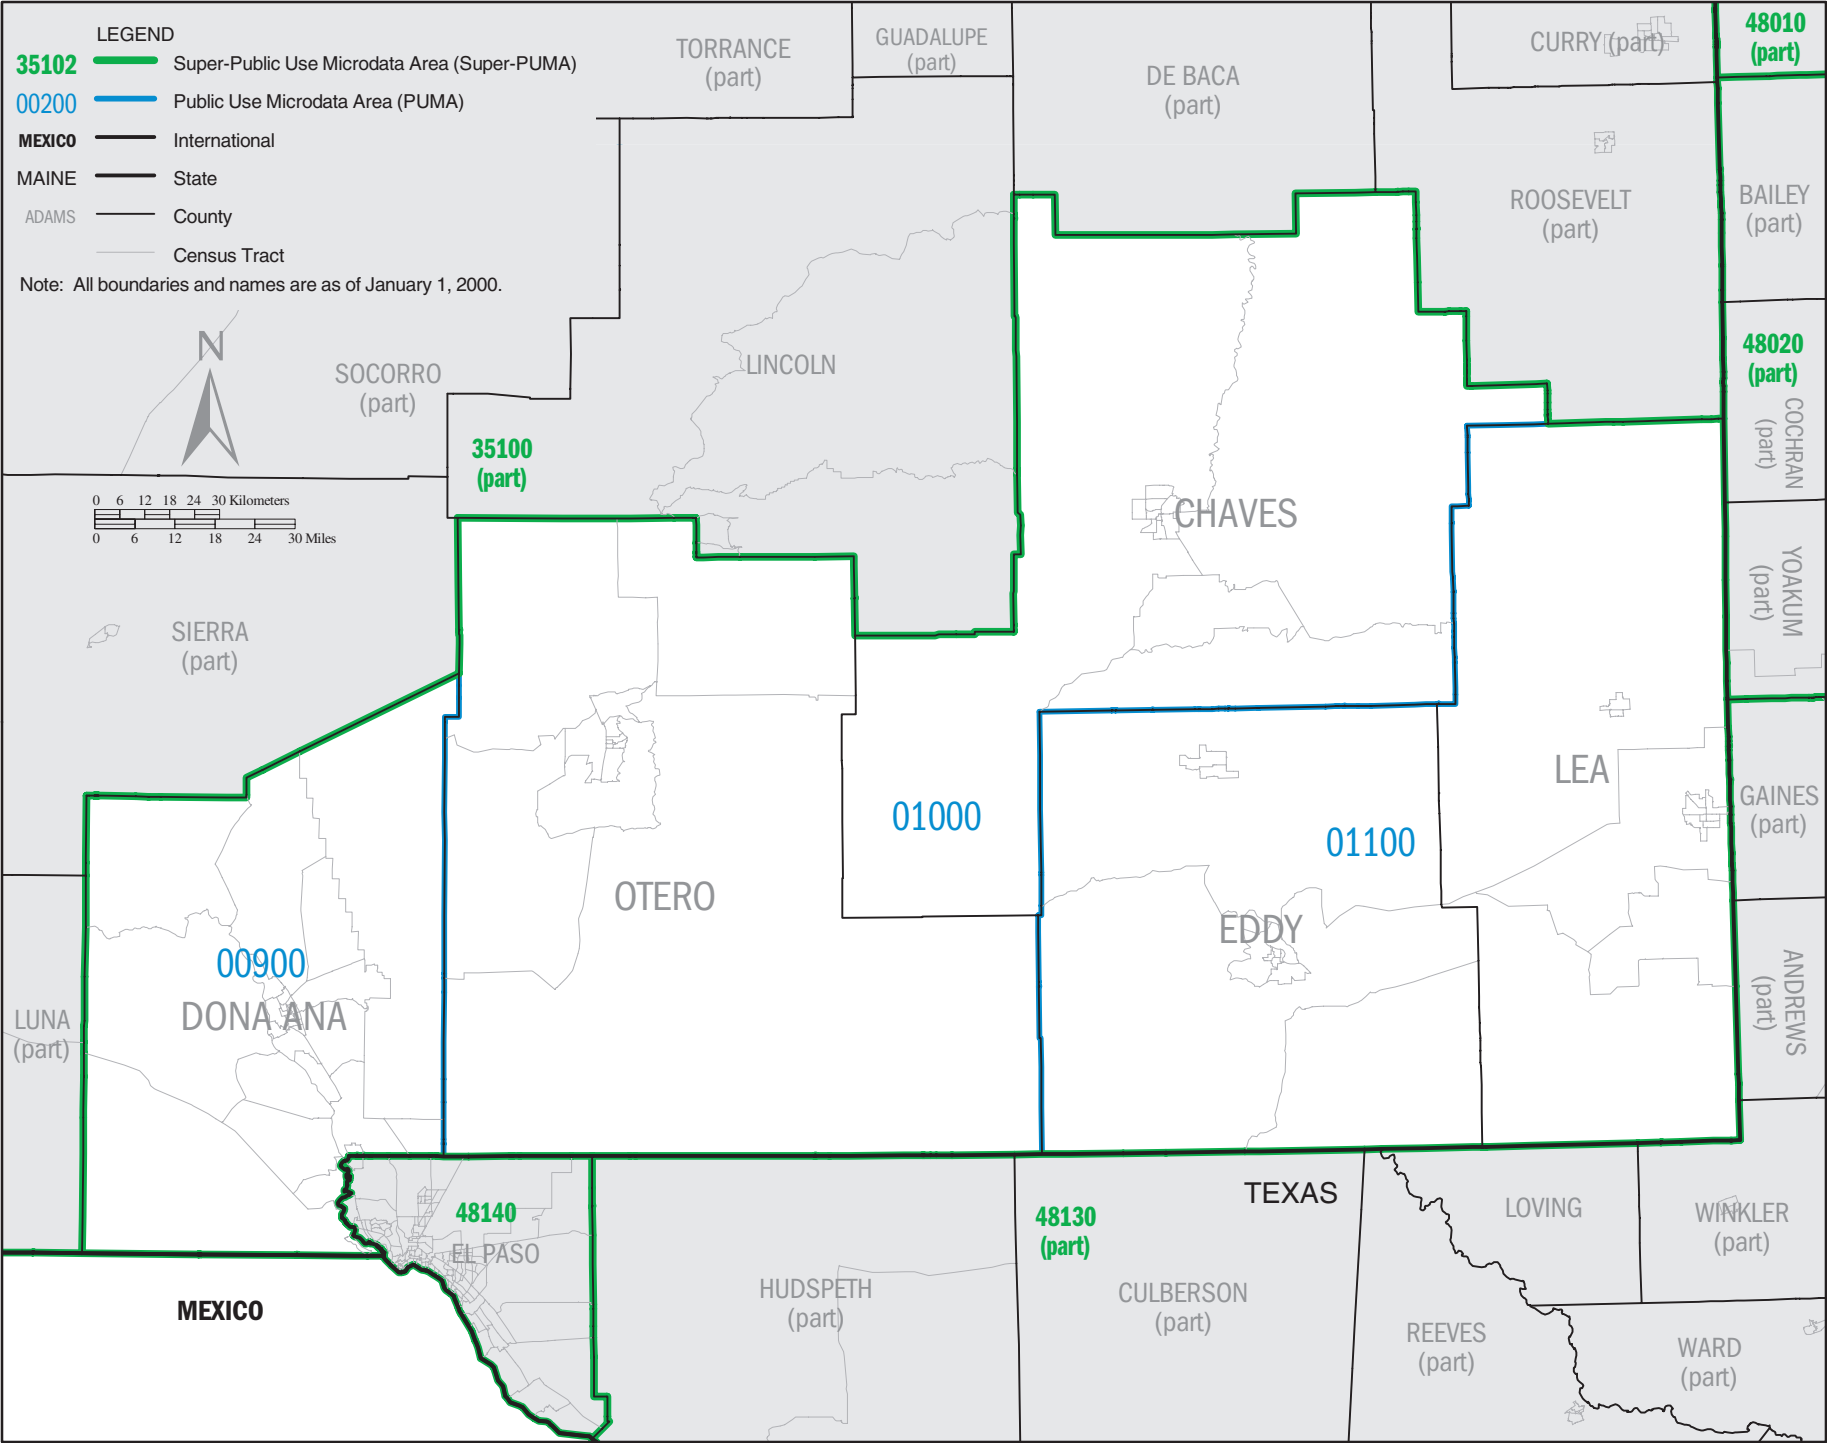 LEGEND
35102 Super-Public Use Microdata Area (Super-PUMA)
00200 Public Use Microdata Area (PUMA)
MEXICO International
MAINE State
ADAMS County
Census Tract
Note: All boundaries and names are as of January 1, 2000.
N
0 6 12 18 24 30 Kilometers
0 6 12 18 24 30 Miles
TORRANCE
(part)
GUADALUPE
(part)
DE BACA
(part)
CURRY (part)
48010
(part)
ROOSEVELT
(part)
BAILEY
(part)
SOCORRO
(part)
LINCOLN
35100
(part)
48020
(part)
COCHRAN
(part)
CHAVES
YOAKUM
(part)
SIERRA
(part)
LEA
GAINES
(part)
01000
01100
OTERO
EDDY
00900
DONA ANA
LUNA
(part)
ANDREWS
(part)
TEXAS
48140
EL PASO
48130
(part)
LOVING
WINKLER
(part)
HUDSPETH
(part)
CULBERSON
(part)
MEXICO
REEVES
(part)
WARD
(part)